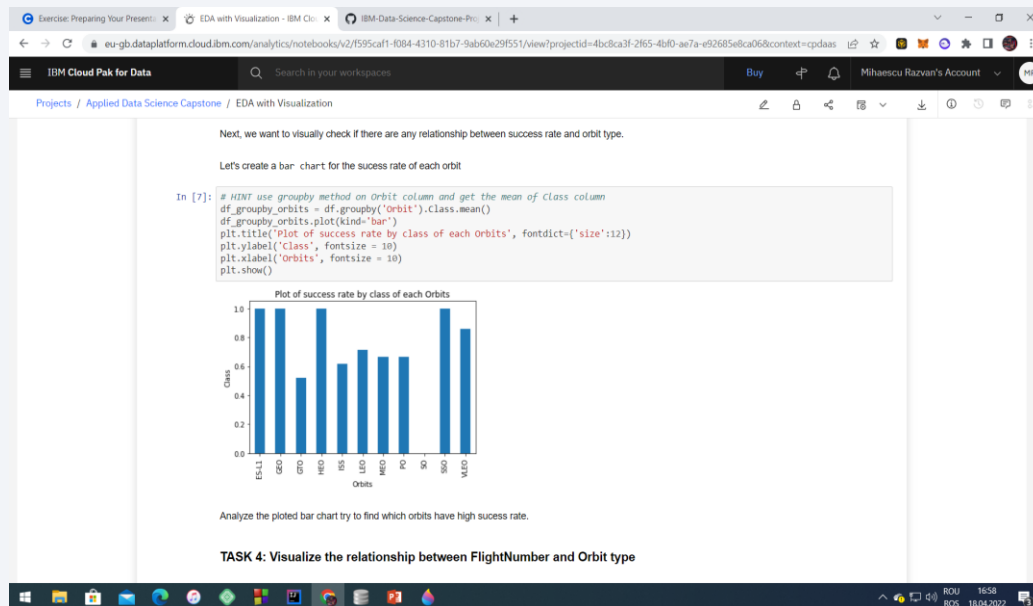 Exercise: Preparing Your Present
EDA with Visualization - IBM Clo
IBM-Data-Science-Capstone-Pro
eu-gb.dataplatform.cloud.ibm.com/analytics/notebooks/v2/f595caf1-f084-4310-81b7-9ab60e29f551/view?projectid=4bc8ca3f-2f65-4bf0-ae7a-e92685e8ca06&context=cpdaas
IBM Cloud Pak for Data
Search in your workspaces
Buy
Mihaescu Razvan's Account
Projects / Applied Data Science Capstone / EDA with Visualization
Next, we want to visually check if there are any relationship between success rate and orbit type.
Let's create a bar chart for the sucess rate of each orbit
In [7]: # HINT use groupby method on Orbit column and get the mean of Class column
df_groupby_orbits = df.groupby('Orbit').Class.mean()
df_groupby_orbits.plot(kind='bar')
plt.title('Plot of success rate by class of each Orbits', fontdict={'size':12})
plt.ylabel('Class', fontsize = 10)
plt.xlabel('Orbits', fontsize = 10)
plt.show()
Plot of success rate by class of each Orbits
1.0
0.8
0.6
0.4
0.2
0.0
Class
ES-L1
GEO
GTO
HEO
ISS
LEO
MEO
PO
SO
SSO
VLEO
Orbits
Analyze the ploted bar chart try to find which orbits have high sucess rate.
TASK 4: Visualize the relationship between FlightNumber and Orbit type
ROU
ROS
16:58
18.04.2022